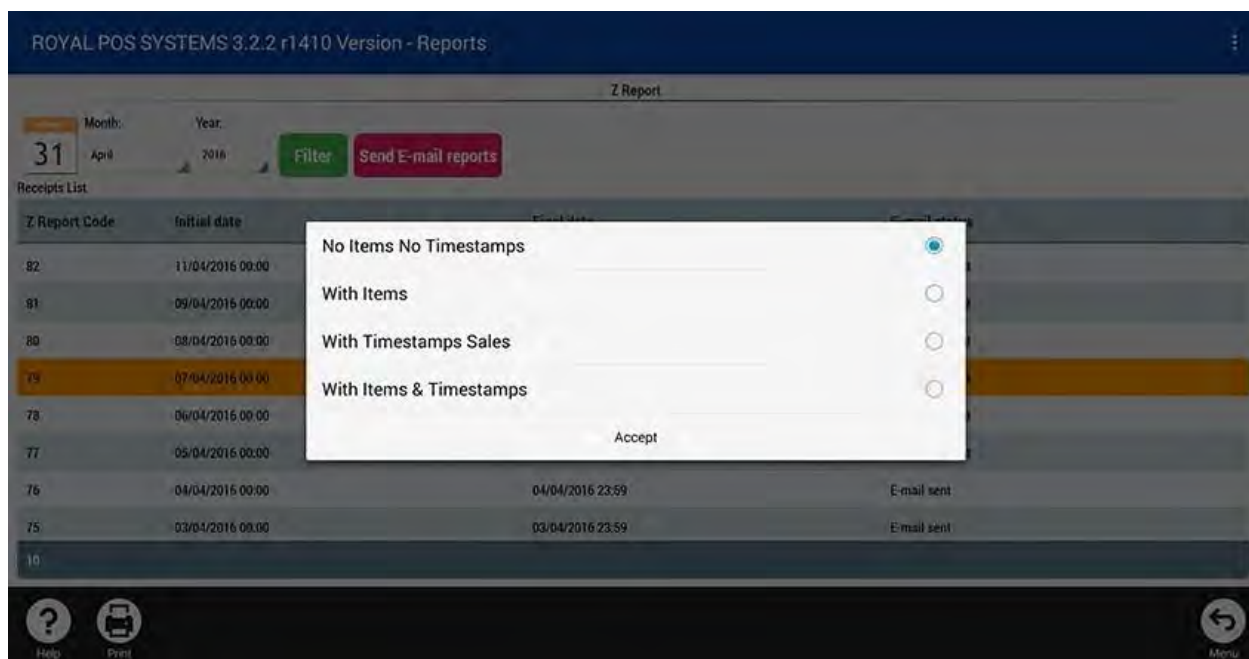 ROYAL POS SYSTEMS 3.2.2 r1410 Version - Reports
Z Report
Month: Year:
31 April 2016 Filter Send E-mail reports
Receipts List
Z Report Code Initial date
82 11/04/2016 00:00
81 09/04/2016 00:00
80 08/04/2016 00:00
79 07/04/2016 00:00
78 06/04/2016 00:00
77 05/04/2016 00:00
No Items No Timestamps
With Items
With Timestamps Sales
With Items & Timestamps
Accept
76 04/04/2016 00:00 04/04/2016 23:59 E-mail sent
75 03/04/2016 00:00 03/04/2016 23:59 E-mail sent
10
Help Print Menu